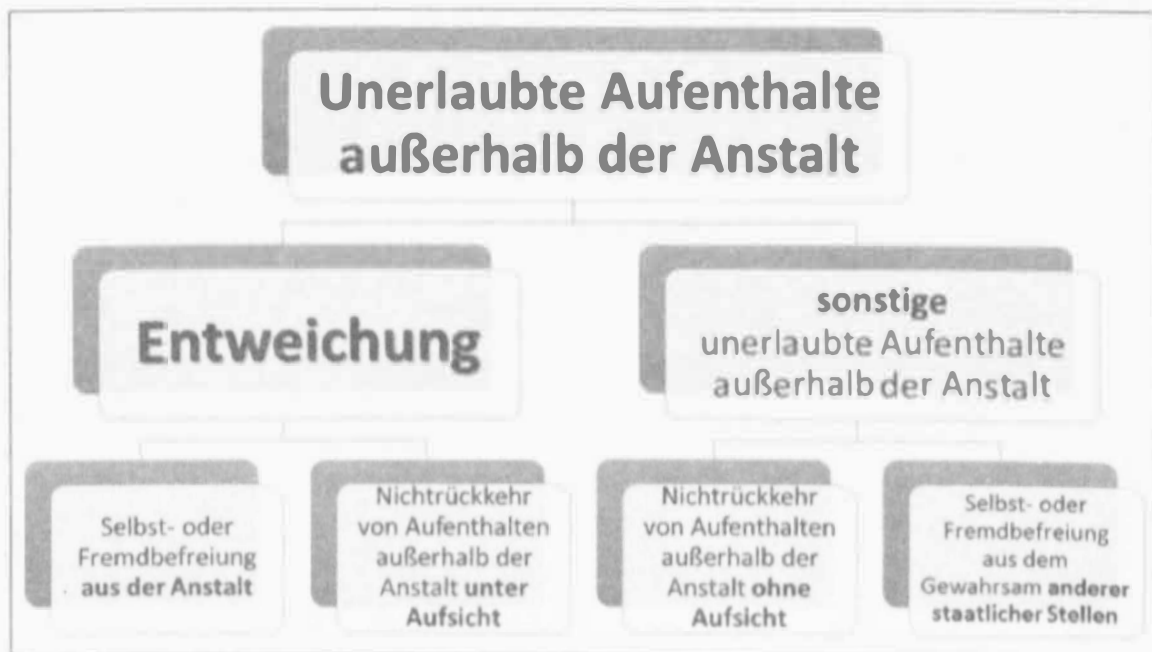 Unerlaubte Aufenthalte
außerhalb der Anstalt
Entweichung
sonstige
unerlaubte Aufenthalte
außerhalb der Anstalt
Selbst- oder
Fremdbefreiung
aus der Anstalt
Nichtrückkehr
von Aufenthalten
außerhalb der
Anstalt unter
Aufsicht
Nichtrückkehr
von Aufenthalten
außerhalb der
Anstalt ohne
Aufsicht
Selbst- oder
Fremdbefreiung
aus dem
Gewahrsam anderer
staatlicher Stellen